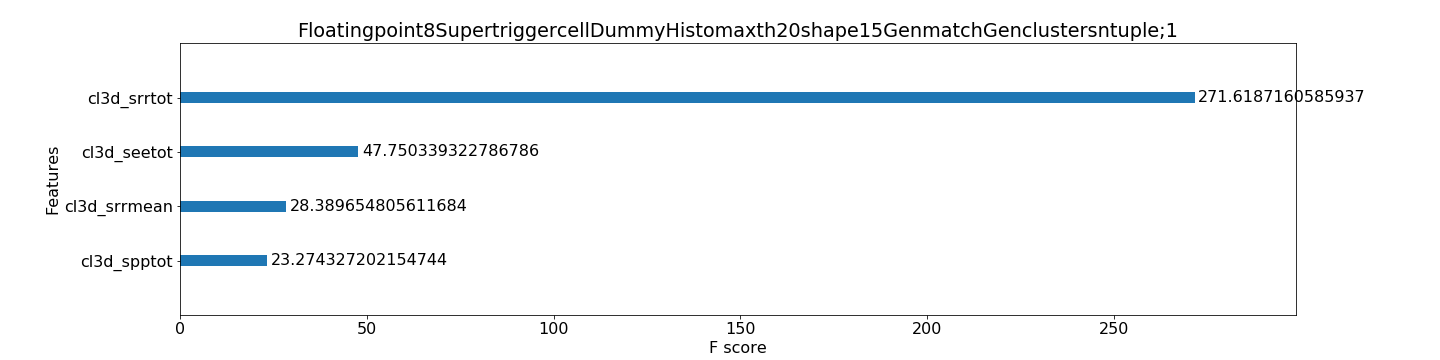 Floatingpoint8SupertriggercellDummyHistomaxth20shape15GenmatchGenclustersntuple;1
cl3d_srrtot
271.6187160585937
cl3d_seetot
47.750339322786786
Features
cl3d_srrmean
28.389654805611684
cl3d_spptot
23.274327202154744
0 50 100 150 200 250
F score